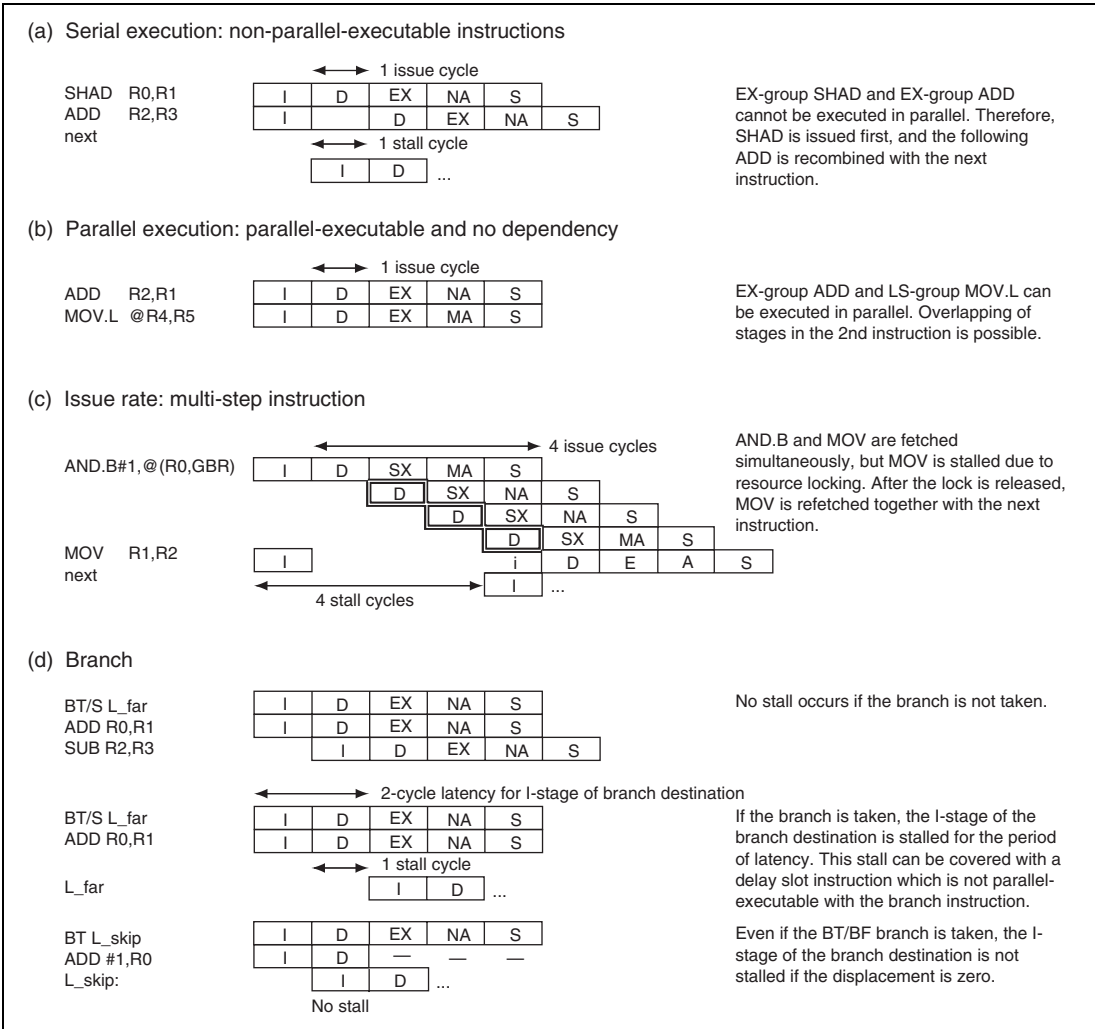 (a) Serial execution: non-parallel-executable instructions
1 issue cycle
SHAD R0,R1 I D EX NA S
ADD R2,R3 I D EX NA S
next
1 stall cycle
I D ...
EX-group SHAD and EX-group ADD
cannot be executed in parallel. Therefore,
SHAD is issued first, and the following
ADD is recombined with the next
instruction.
(b) Parallel execution: parallel-executable and no dependency
1 issue cycle
ADD R2,R1 I D EX NA S
MOV.L @R4,R5 I D EX MA S
EX-group ADD and LS-group MOV.L can
be executed in parallel. Overlapping of
stages in the 2nd instruction is possible.
(c) Issue rate: multi-step instruction
4 issue cycles
AND.B#1,@(R0,GBR) I D SX MA S
D SX NA S
D SX NA S
D SX MA S
MOV R1,R2 I i D E A S
next I ...
4 stall cycles
AND.B and MOV are fetched
simultaneously, but MOV is stalled due to
resource locking. After the lock is released,
MOV is refetched together with the next
instruction.
(d) Branch
BT/S L_far I D EX NA S
ADD R0,R1 I D EX NA S
SUB R2,R3 I D EX NA S
No stall occurs if the branch is not taken.
2-cycle latency for I-stage of branch destination
BT/S L_far I D EX NA S
ADD R0,R1 I D EX NA S
1 stall cycle
L_far I D ...
If the branch is taken, the I-stage of the
branch destination is stalled for the period
of latency. This stall can be covered with a
delay slot instruction which is not parallel-
executable with the branch instruction.
BT L_skip I D EX NA S
ADD #1,R0 I D — — —
L_skip: I D ...
No stall
Even if the BT/BF branch is taken, the I-
stage of the branch destination is not
stalled if the displacement is zero.